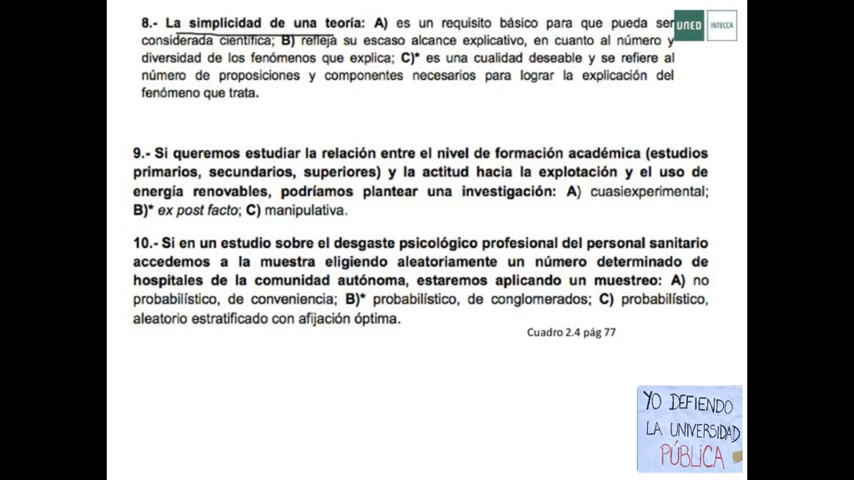 8.- La simplicidad de una teoría: A) es un requisito básico para que pueda ser
considerada científica; B) refleja su escaso alcance explicativo, en cuanto al número y
diversidad de los fenómenos que explica; C)* es una cualidad deseable y se refiere al
número de proposiciones y componentes necesarios para lograr la explicación del
fenómeno que trata.
UNED
INTECCA
9.- Si queremos estudiar la relación entre el nivel de formación académica (estudios
primarios, secundarios, superiores) y la actitud hacia la explotación y el uso de
energía renovables, podríamos plantear una investigación: A) cuasiexperimental;
B)* ex post facto; C) manipulativa.
10.- Si en un estudio sobre el desgaste psicológico profesional del personal sanitario
accedemos a la muestra eligiendo aleatoriamente un número determinado de
hospitales de la comunidad autónoma, estaremos aplicando un muestreo: A) no
probabilístico, de conveniencia; B)* probabilístico, de conglomerados; C) probabilístico,
aleatorio estratificado con afijación óptima.
Cuadro 2.4 pág 77
YO DEFIENDO
LA UNIVERSIDAD
PÚBLICA